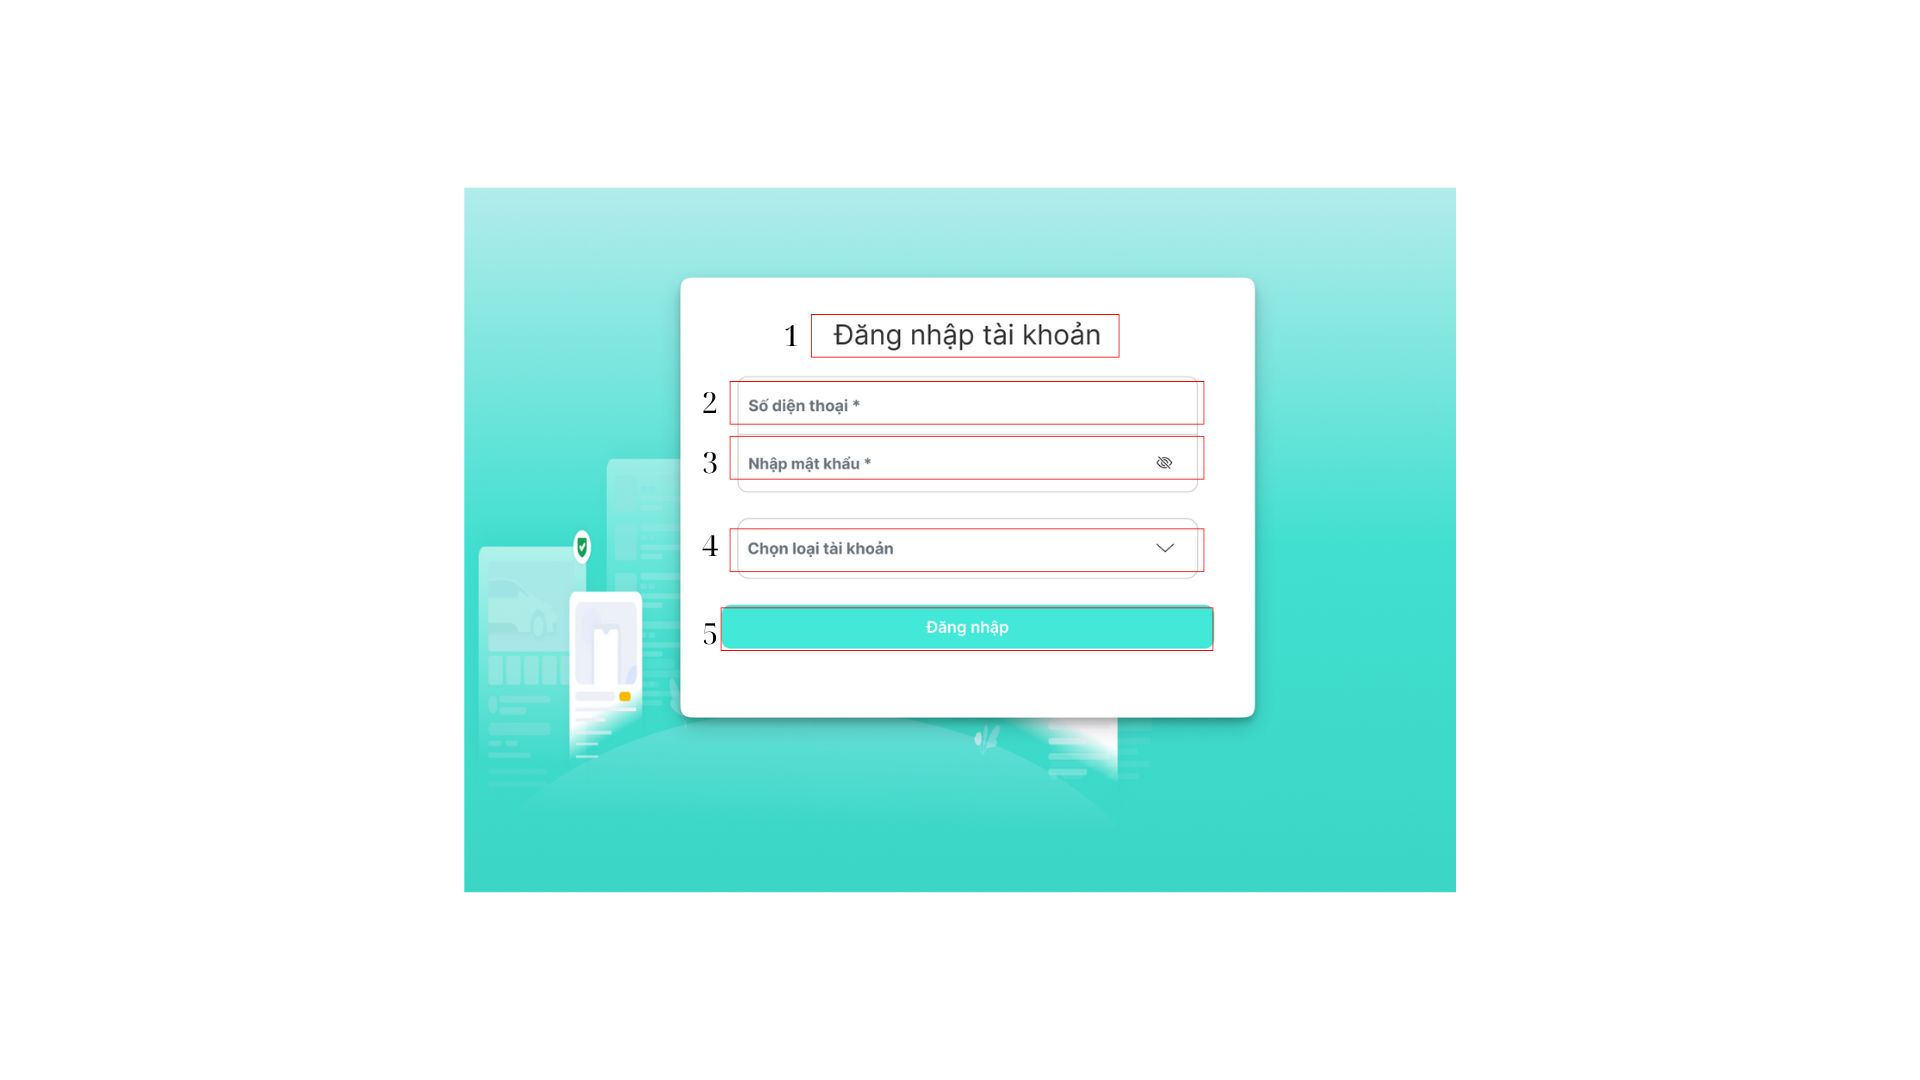 1 Đăng nhập tài khoản
2 Số diện thoại *
3 Nhập mật khẩu *
4 Chọn loại tài khoản
5 Đăng nhập